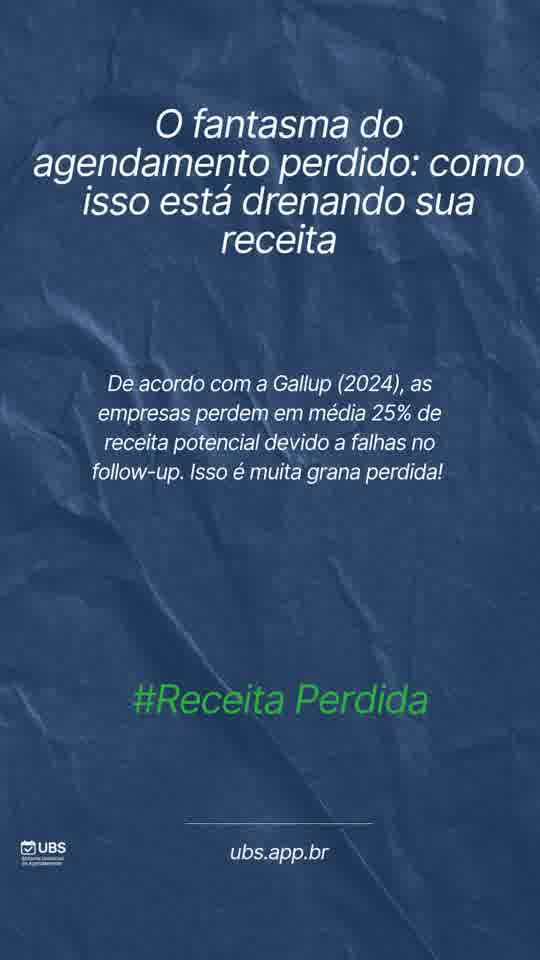 O fantasma do
agendamento perdido: como
isso está drenando sua
receita
De acordo com a Gallup (2024), as
empresas perdem em média 25% de
receita potencial devido a falhas no
follow-up. Isso é muita grana perdida!
#Receita Perdida
UBS
ubs.app.br